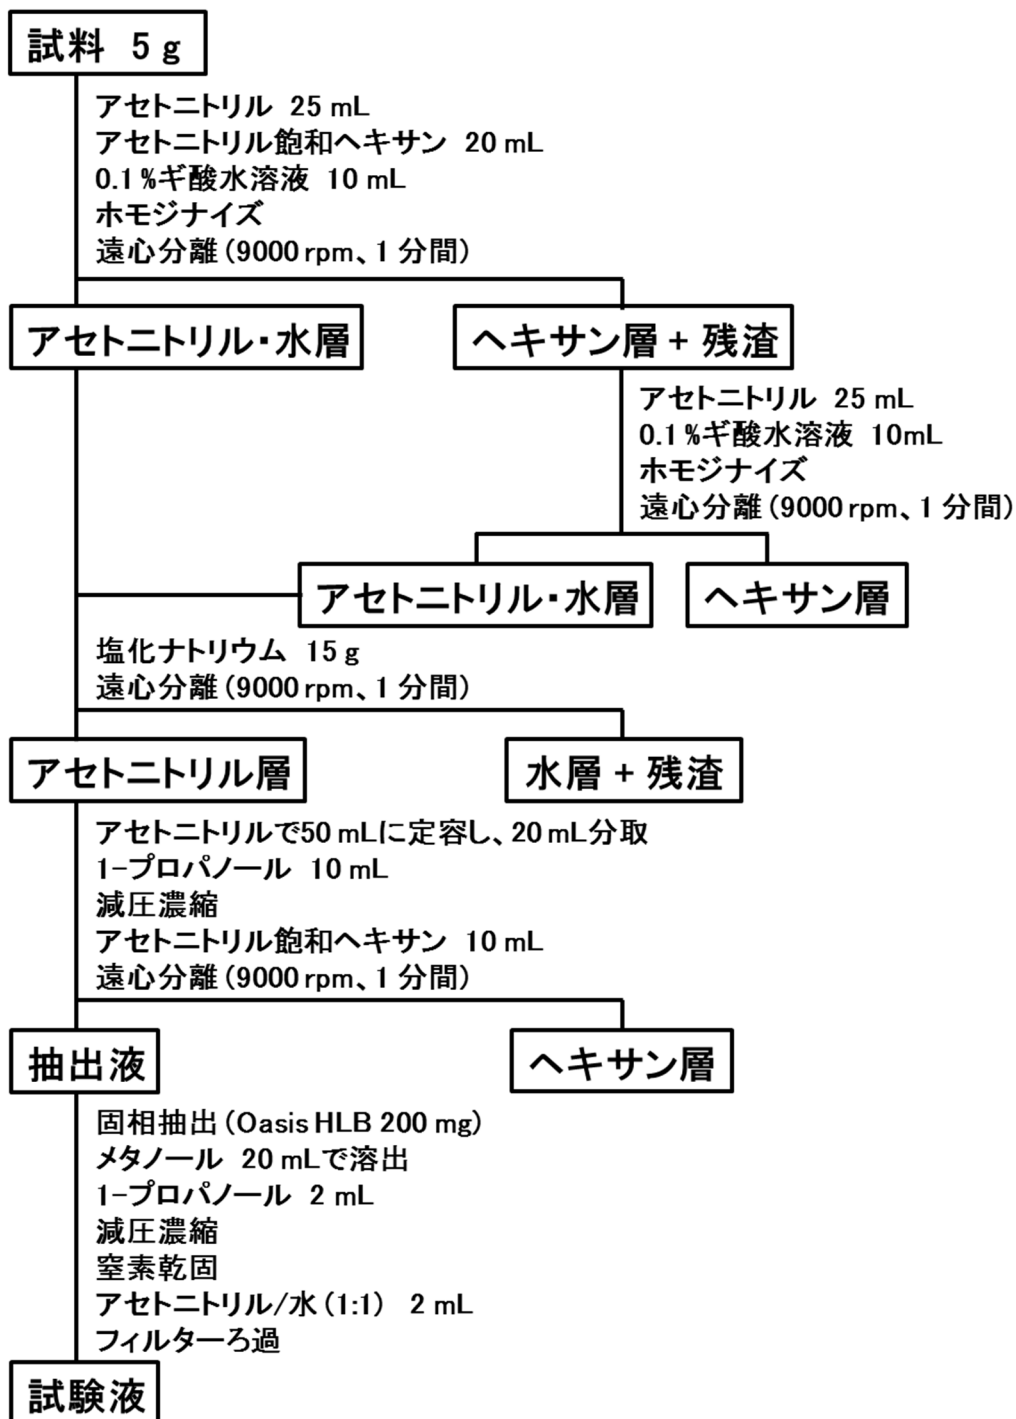 試料 5 g
アセトニトリル 25 mL
アセトニトリル飽和ヘキサン 20 mL
0.1%ギ酸水溶液 10 mL
ホモジナイズ
遠心分離(9000 rpm、1 分間)
アセトニトリル・水層
ヘキサン層 + 残渣
アセトニトリル 25 mL
0.1%ギ酸水溶液 10mL
ホモジナイズ
遠心分離(9000 rpm、1 分間)
アセトニトリル・水層
ヘキサン層
塩化ナトリウム 15 g
遠心分離(9000 rpm、1 分間)
アセトニトリル層
水層 + 残渣
アセトニトリルで50 mLに定容し、20 mL分取
1-プロパノール 10 mL
減圧濃縮
アセトニトリル飽和ヘキサン 10 mL
遠心分離(9000 rpm、1 分間)
抽出液
ヘキサン層
固相抽出(Oasis HLB 200 mg)
メタノール 20 mLで溶出
1-プロパノール 2 mL
減圧濃縮
窒素乾固
アセトニトリル/水(1:1) 2 mL
フィルターろ過
試験液